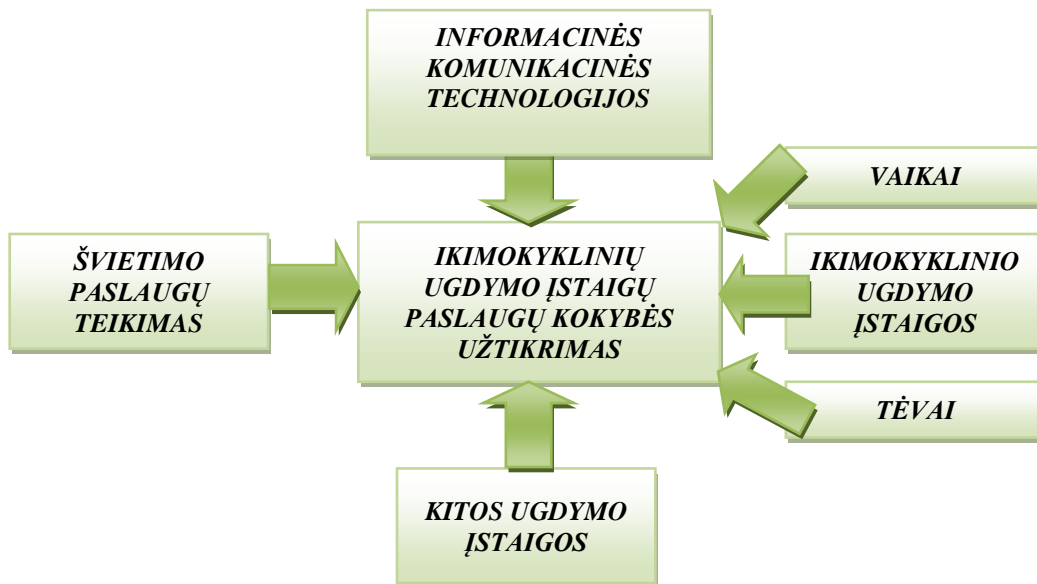 INFORMACINĖS
KOMUNIKACINĖS
TECHNOLOGIJOS
VAIKAI
ŠVIETIMO
PASLAUGŲ
TEIKIMAS
IKIMOKYKLINIŲ
UGDYMO ĮSTAIGŲ
PASLAUGŲ KOKYBĖS
UŽTIKRIMAS
IKIMOKYKLINIO
UGDYMO
ĮSTAIGOS
TĖVAI
KITOS UGDYMO
ĮSTAIGOS